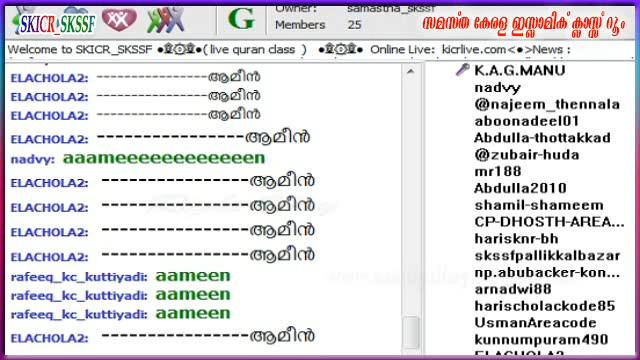 SKICR_SKSSF
G
Owner: samastha_skssf
Members 25
സമസ്ത കേരള ഇസ്ലാമിക് ക്ലാസ്സ് റൂം
Welcome to SKICR_SKSSF ●۩۞۩●( live quran class ) ●۩۞۩● Online Live: kicrlive.com<●>News :
ELACHOLA2: -----------------ആമീൻ
ELACHOLA2: -----------------ആമീൻ
ELACHOLA2: -----------------ആമീൻ
ELACHOLA2: -----------------ആമീൻ
nadvy: aaameeeeeeeeeeeeen
ELACHOLA2: -----------------ആമീൻ
ELACHOLA2: -----------------ആമീൻ
ELACHOLA2: -----------------ആമീൻ
ELACHOLA2: -----------------ആമീൻ
rafeeq_kc_kuttiyadi: aameen
rafeeq_kc_kuttiyadi: aameen
rafeeq_kc_kuttiyadi: aameen
ELACHOLA2: -----------------ആമീൻ
K.A.G.MANU
nadvy
@najeem_thennala
aboonadeel01
Abdulla-thottakkad
@zubair-huda
mr188
Abdulla2010
shamil-shameem
CP-DHOSTH-AREA...
harisknr-bh
skssfpallikkalbazar
np.abubacker-kon...
arnadwi88
harischolackode85
UsmanAreacode
kunnumpuram490
ELACHOLA2